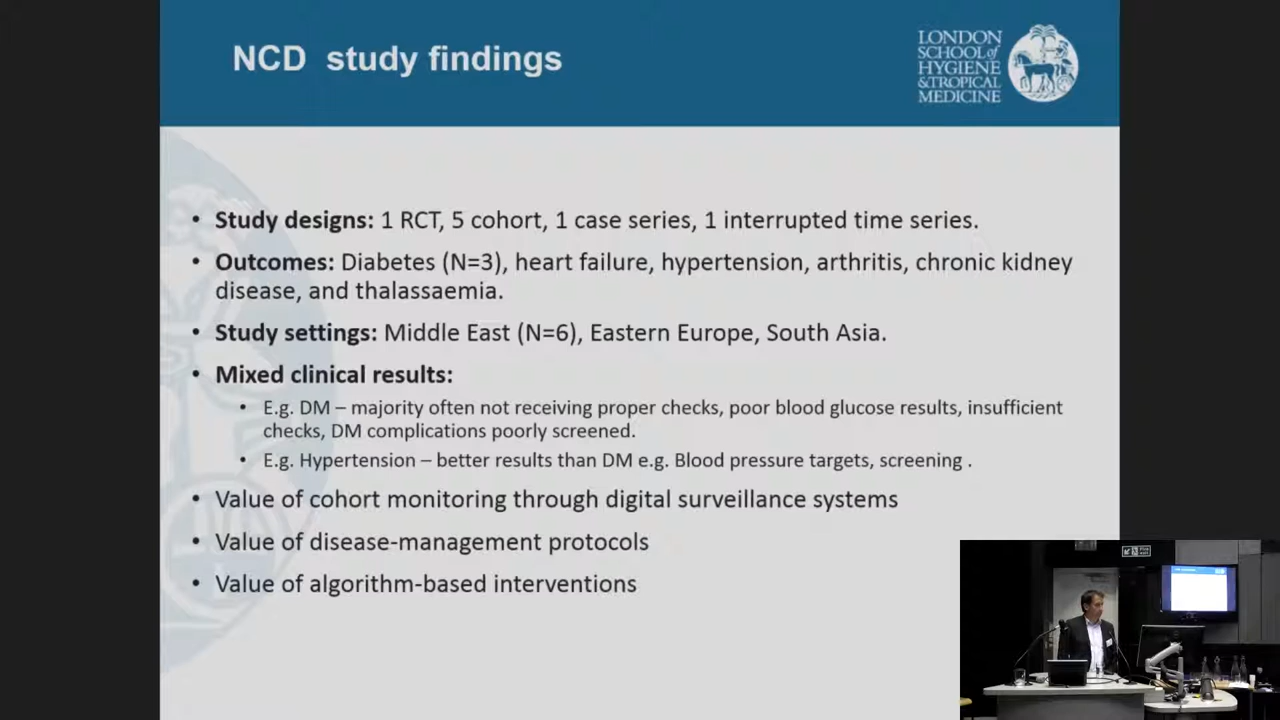 NCD study findings
LONDON
SCHOOL of
HYGIENE
& TROPICAL
MEDICINE
• Study designs: 1 RCT, 5 cohort, 1 case series, 1 interrupted time series.
• Outcomes: Diabetes (N=3), heart failure, hypertension, arthritis, chronic kidney
disease, and thalassaemia.
• Study settings: Middle East (N=6), Eastern Europe, South Asia.
• Mixed clinical results:
• E.g. DM – majority often not receiving proper checks, poor blood glucose results, insufficient
checks, DM complications poorly screened.
• E.g. Hypertension – better results than DM e.g. Blood pressure targets, screening .
• Value of cohort monitoring through digital surveillance systems
• Value of disease-management protocols
• Value of algorithm-based interventions